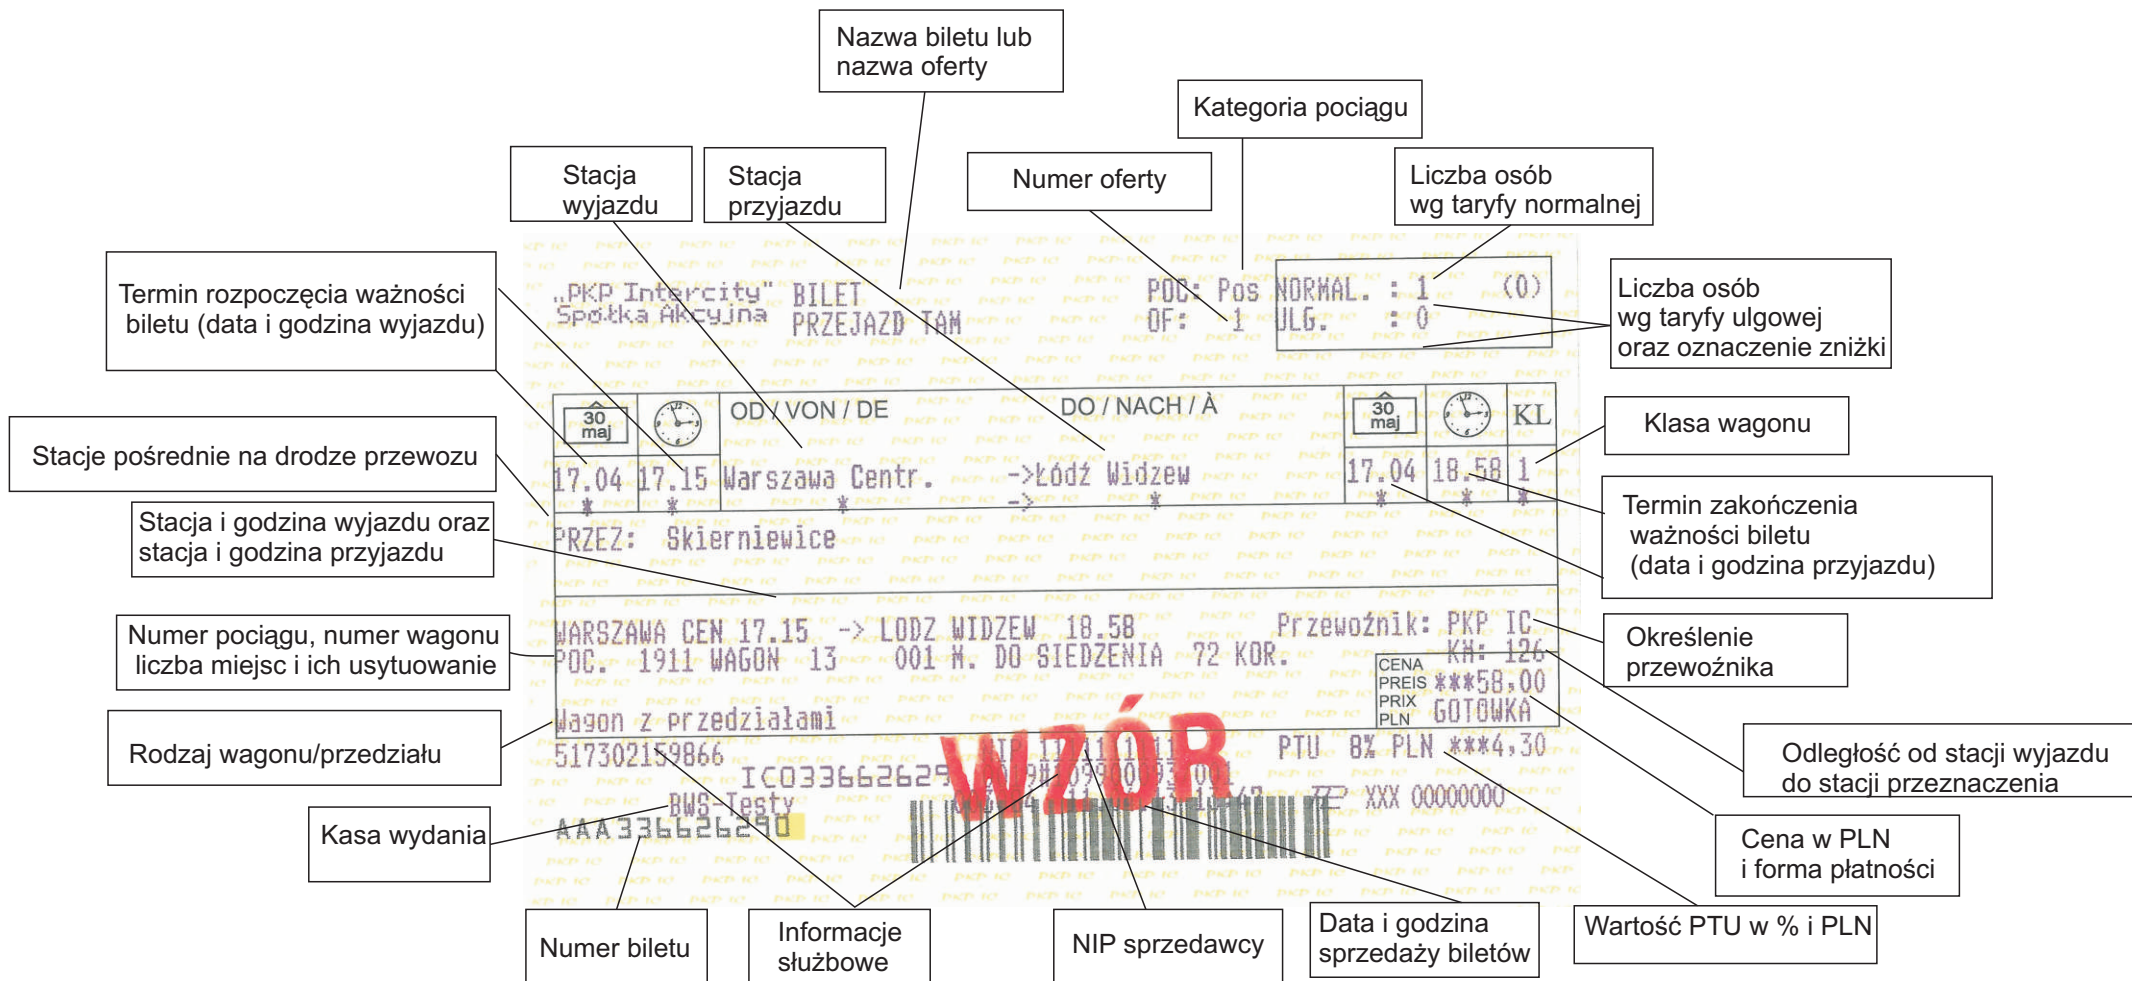 Nazwa biletu lub
nazwa oferty
Kategoria pociągu
Stacja
wyjazdu
Stacja
przyjazdu
Numer oferty
Liczba osób
wg taryfy normalnej
Termin rozpoczęcia ważności
biletu (data i godzina wyjazdu)
Liczba osób
wg taryfy ulgowej
oraz oznaczenie zniżki
„PKP Intercity"
Spółka Akcyjna
BILET
PRZEJAZD TAM
POC: Pos NORMAL. : 1 (0)
OF: 1 ULG. : 0
30
maj
OD / VON / DE
DO / NACH / À
30
maj
KL
Klasa wagonu
Stacje pośrednie na drodze przewozu
17.04 17.15 Warszawa Centr. ->Łódź Widzew 17.04 18.58 1
* * * -> * * * *
Stacja i godzina wyjazdu oraz
stacja i godzina przyjazdu
PRZEZ: Skierniewice
Termin zakończenia
ważności biletu
(data i godzina przyjazdu)
Numer pociągu, numer wagonu
liczba miejsc i ich usytuowanie
WARSZAWA CEN 17.15 -> LODZ WIDZEW 18.58 Przewoźnik: PKP IC
POC. 1911 WAGON 13 001 M. DO SIEDZENIA 72 KOR. KM: 126
Określenie
przewoźnika
CENA
PREIS
PRIX
PLN
***58,00
GOTOWKA
Rodzaj wagonu/przedziału
Wagon z przedziałami
517302159866
PTU 8% PLN ***4,30
WZÓR
Odległość od stacji wyjazdu
do stacji przeznaczenia
BWS-Testy
XXX 00000000
AAA336626290
Kasa wydania
Cena w PLN
i forma płatności
Numer biletu
Informacje
służbowe
NIP sprzedawcy
Data i godzina
sprzedaży biletów
Wartość PTU w % i PLN